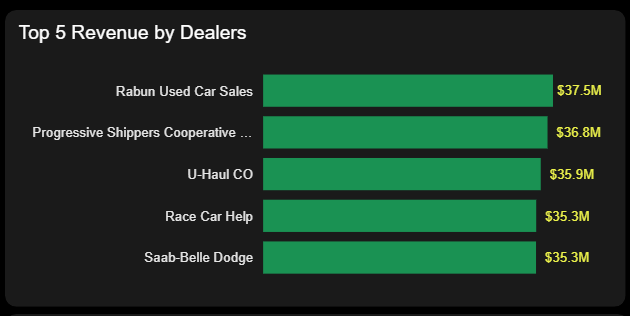 Top 5 Revenue by Dealers
Rabun Used Car Sales $37.5M
Progressive Shippers Cooperative ... $36.8M
U-Haul CO $35.9M
Race Car Help $35.3M
Saab-Belle Dodge $35.3M